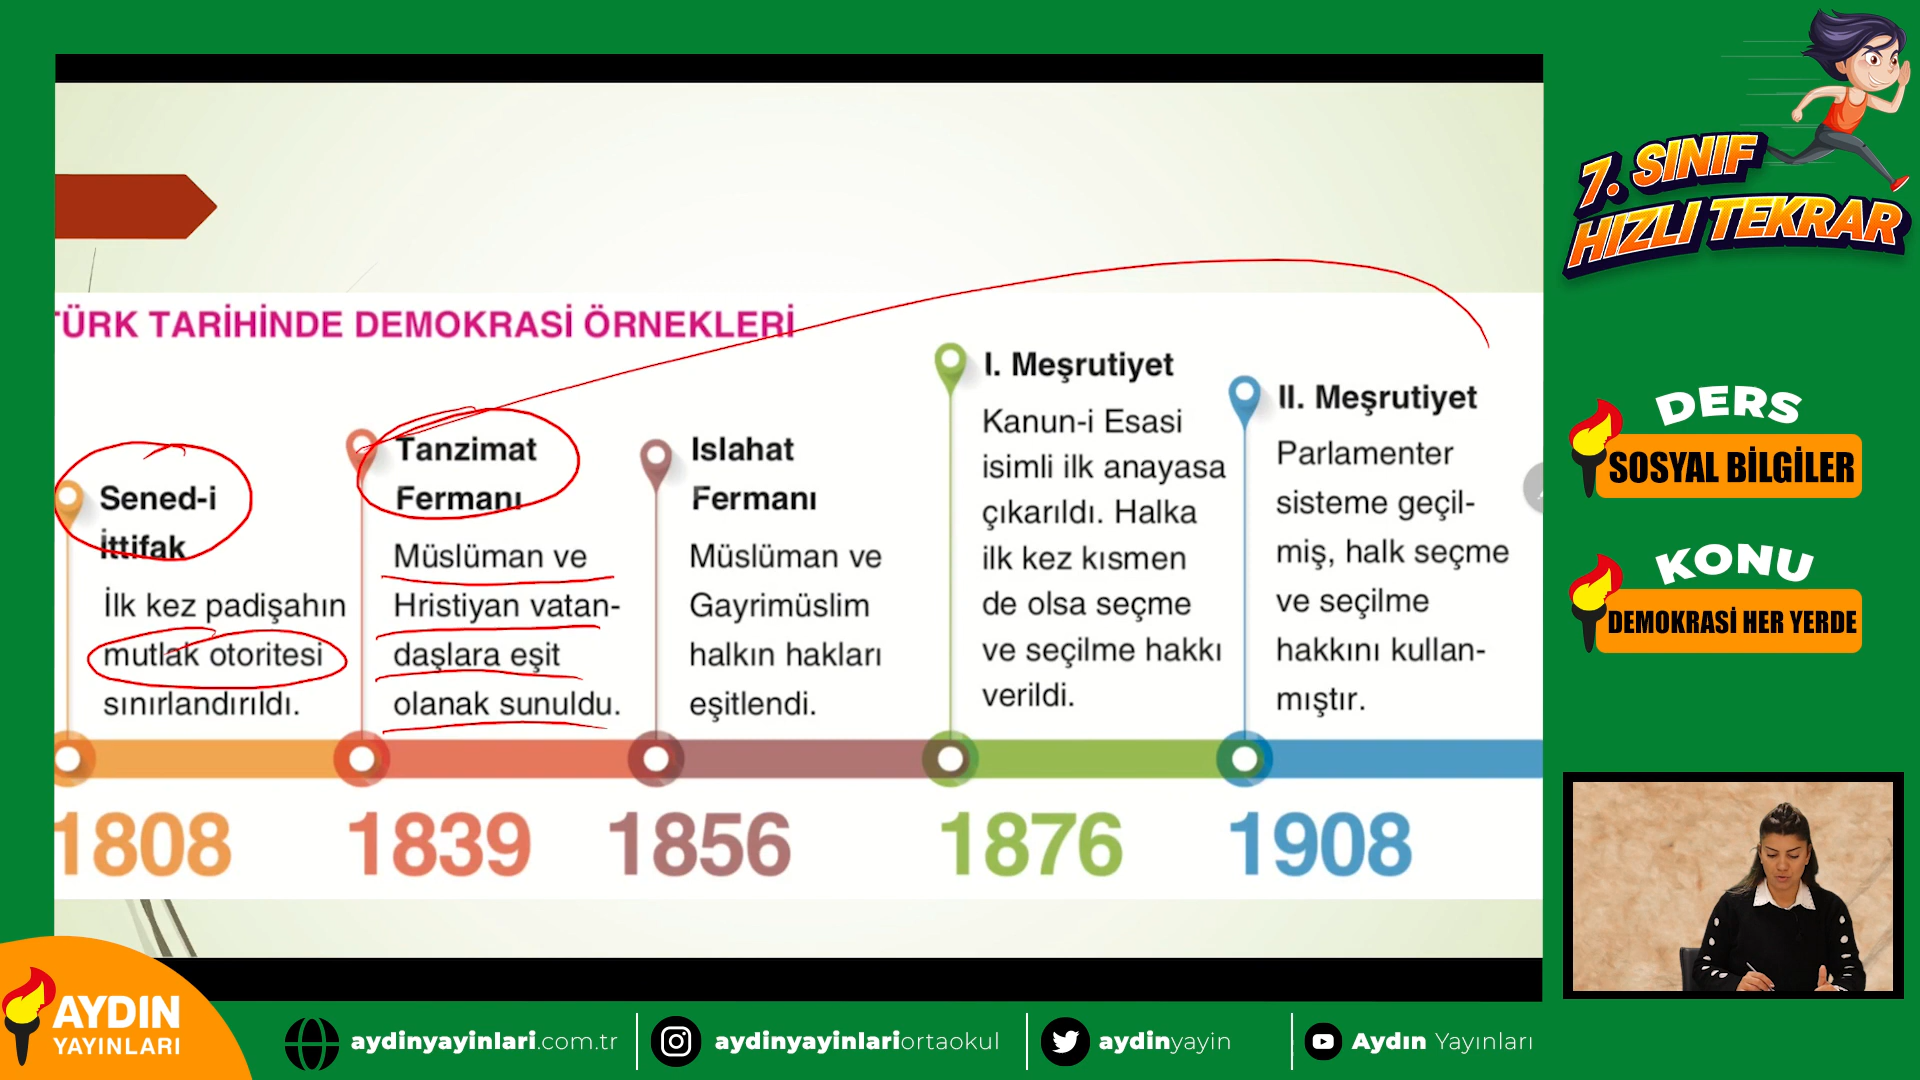 7. SINIF
HIZLI TEKRAR
TÜRK TARİHİNDE DEMOKRASİ ÖRNEKLERİ
Sened-i
İttifak
İlk kez padişahın
mutlak otoritesi
sınırlandırıldı.
1808
Tanzimat
Fermanı
Müslüman ve
Hristiyan vatan-
daşlara eşit
olanak sunuldu.
1839
Islahat
Fermanı
Müslüman ve
Gayrimüslim
halkın hakları
eşitlendi.
1856
I. Meşrutiyet
Kanun-i Esasi
isimli ilk anayasa
çıkarıldı. Halka
ilk kez kısmen
de olsa seçme
ve seçilme hakkı
verildi.
1876
II. Meşrutiyet
Parlamenter
sisteme geçil-
miş, halk seçme
ve seçilme
hakkını kullan-
mıştır.
1908
DERS
SOSYAL BİLGİLER
KONU
DEMOKRASİ HER YERDE
AYDIN
YAYINLARI
aydinyayinlari.com.tr
aydinyayinlariortaokul
aydinyayin
Aydın Yayınları